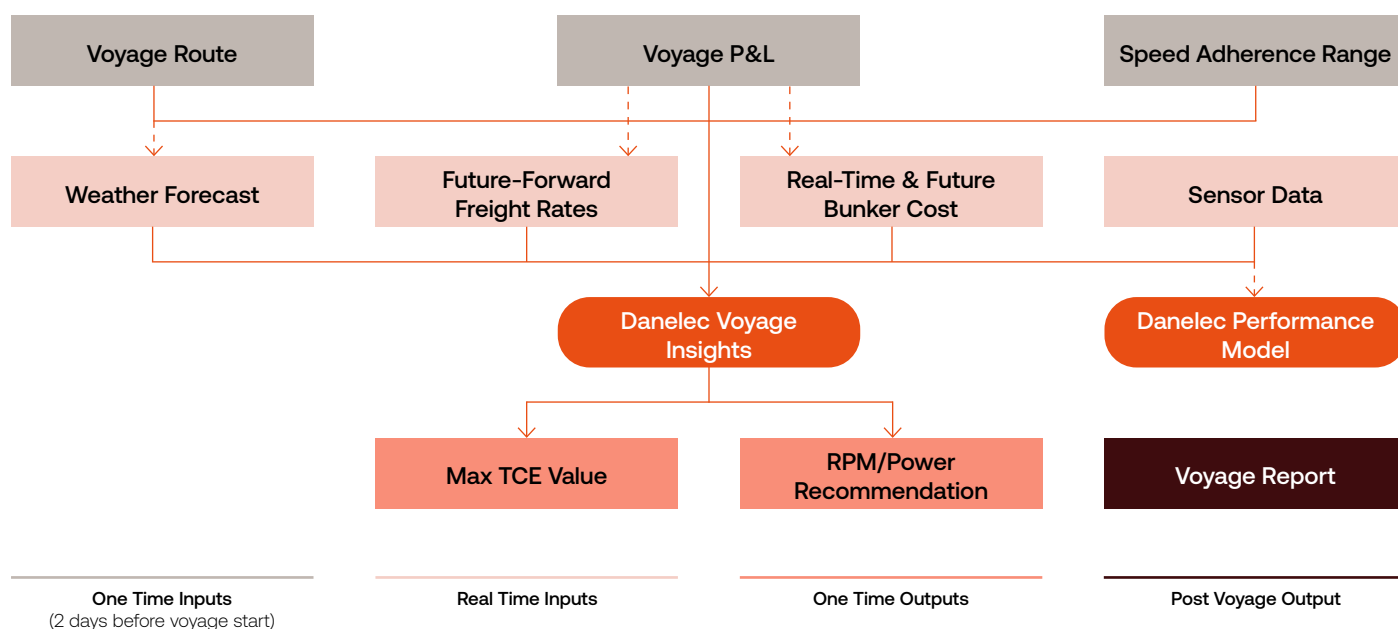 Voyage Route
Voyage P&L
Speed Adherence Range
Weather Forecast
Future-Forward
Freight Rates
Real-Time & Future
Bunker Cost
Sensor Data
Danelec Voyage
Insights
Danelec Performance
Model
Max TCE Value
RPM/Power
Recommendation
Voyage Report
One Time Inputs
(2 days before voyage start)
Real Time Inputs
One Time Outputs
Post Voyage Output